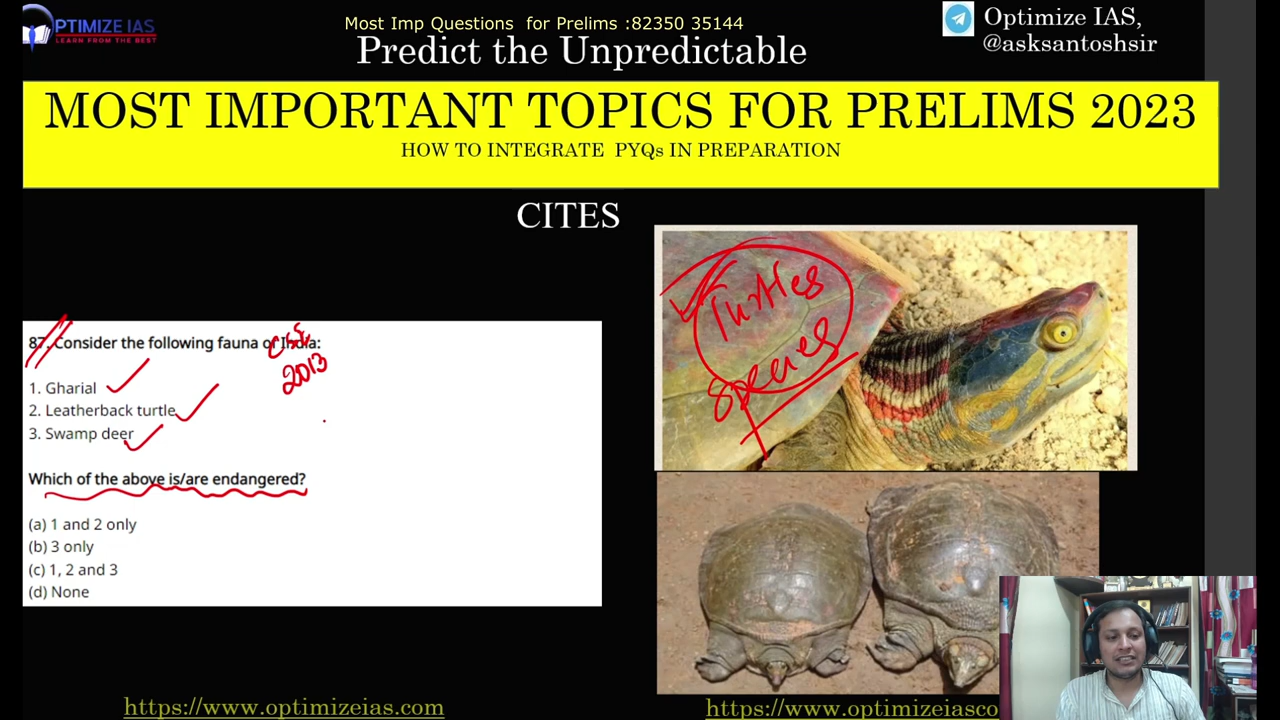 PTIMIZE IAS
LEARN FROM THE BEST
Most Imp Questions for Prelims :82350 35144
Predict the Unpredictable
Optimize IAS,
@asksantoshsir
MOST IMPORTANT TOPICS FOR PRELIMS 2023
HOW TO INTEGRATE PYQs IN PREPARATION
CITES
87. Consider the following fauna of India:
CSE
2013
1. Gharial
2. Leatherback turtle
3. Swamp deer
Which of the above is/are endangered?
(a) 1 and 2 only
(b) 3 only
(c) 1, 2 and 3
(d) None
Turtles
Species
https://www.optimizeias.com
https://www.optimizeiasco